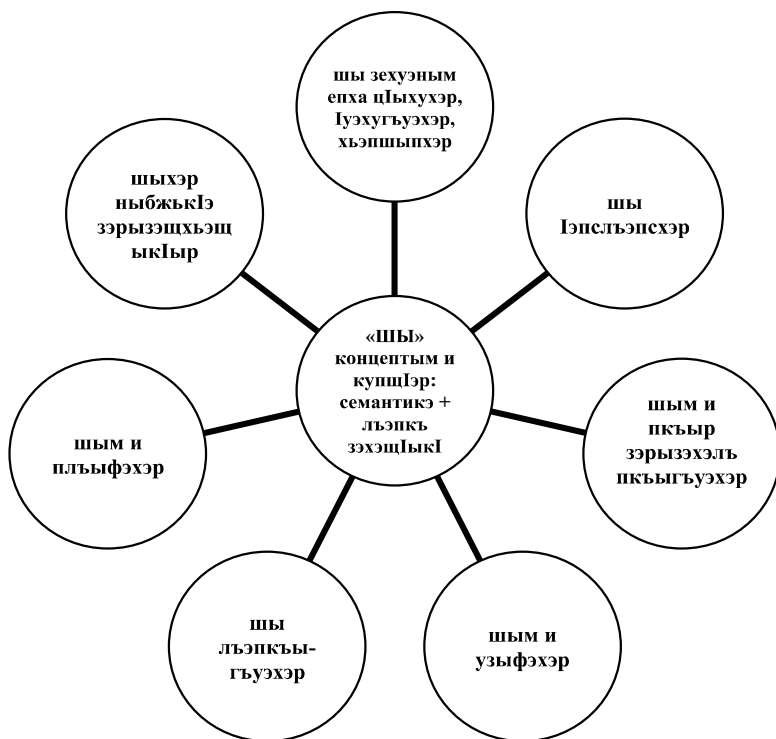 шы зехуэным
епха цIыхухэр,
Iуэхугъуэхэр,
хьэпшыпхэр
шы
Iэпслъэпсхэр
шым и
пкъыр
зэрызэхэлъ
пкъыгъуэхэр
шым и
узыфэхэр
шы
лъэпкъы-
гъуэхэр
шым и
плъыфэхэр
шыхэр
ныбжькIэ
зэрызэщхьэщ
ыкIыр
«ШЫ»
концептым и
купщIэр:
семантикэ +
лъэпкъ
зэхэщIыкI